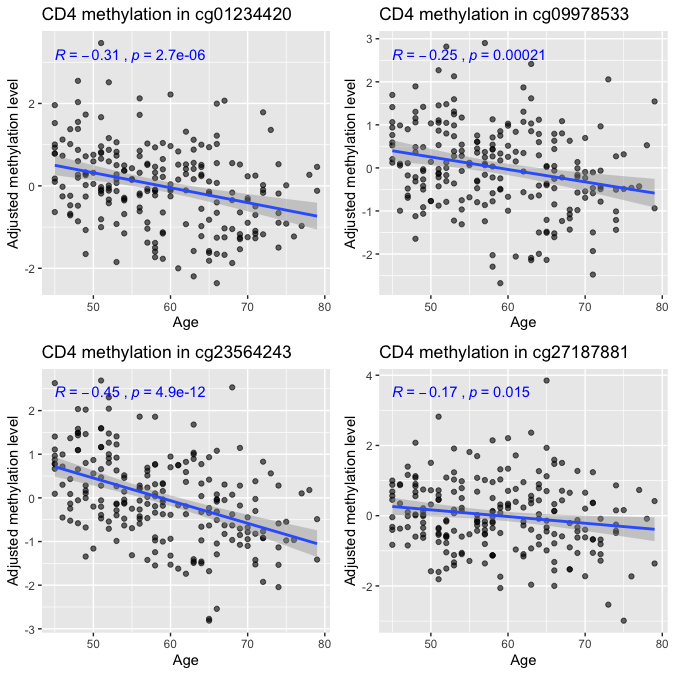 CD4 methylation in cg01234420
R = −0.31 , p = 2.7e-06
Adjusted methylation level
2
0
-2
50 60 70 80
Age
CD4 methylation in cg09978533
R = −0.25 , p = 0.00021
Adjusted methylation level
3
2
1
0
-1
-2
50 60 70 80
Age
CD4 methylation in cg23564243
R = −0.45 , p = 4.9e-12
Adjusted methylation level
2
1
0
-1
-2
-3
50 60 70 80
Age
CD4 methylation in cg27187881
R = −0.17 , p = 0.015
Adjusted methylation level
4
2
0
-2
50 60 70 80
Age